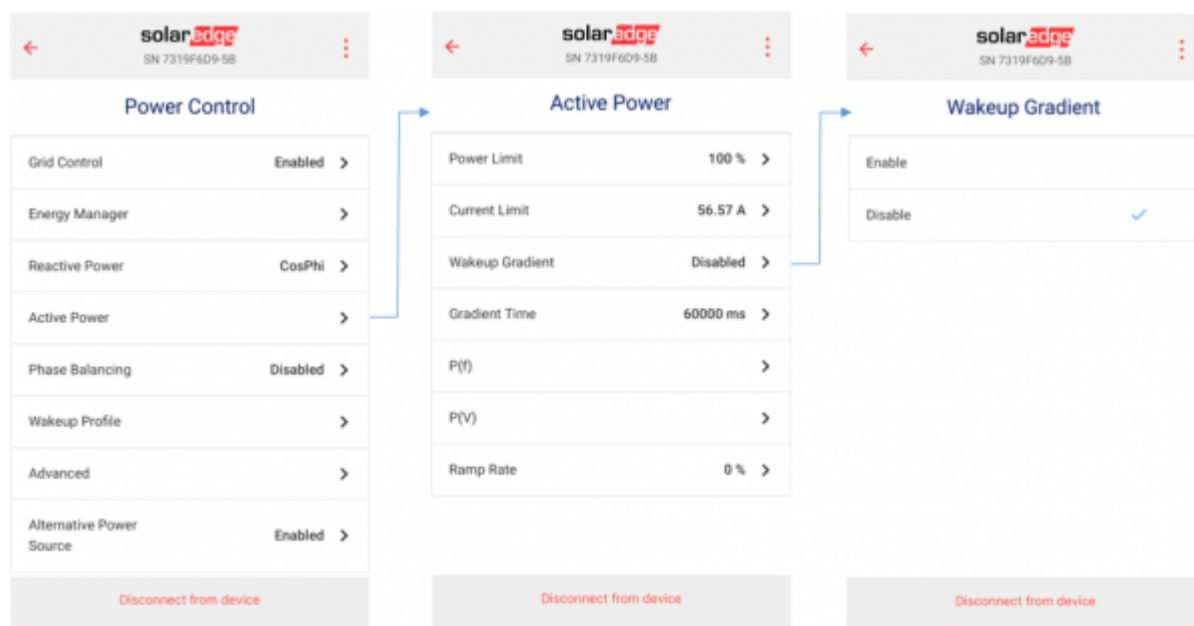 solaredge
SN 7319F6D9-5B
Power Control
Grid Control Enabled
Energy Manager
Reactive Power CosPhi
Active Power
Phase Balancing Disabled
Wakeup Profile
Advanced
Alternative Power
Source Enabled
Disconnect from device
solaredge
SN 7319F6D9-5B
Active Power
Power Limit 100 %
Current Limit 56.57 A
Wakeup Gradient Disabled
Gradient Time 60000 ms
P(f)
P(V)
Ramp Rate 0 %
Disconnect from device
solaredge
SN 7319F6D9-5B
Wakeup Gradient
Enable
Disable
Disconnect from device